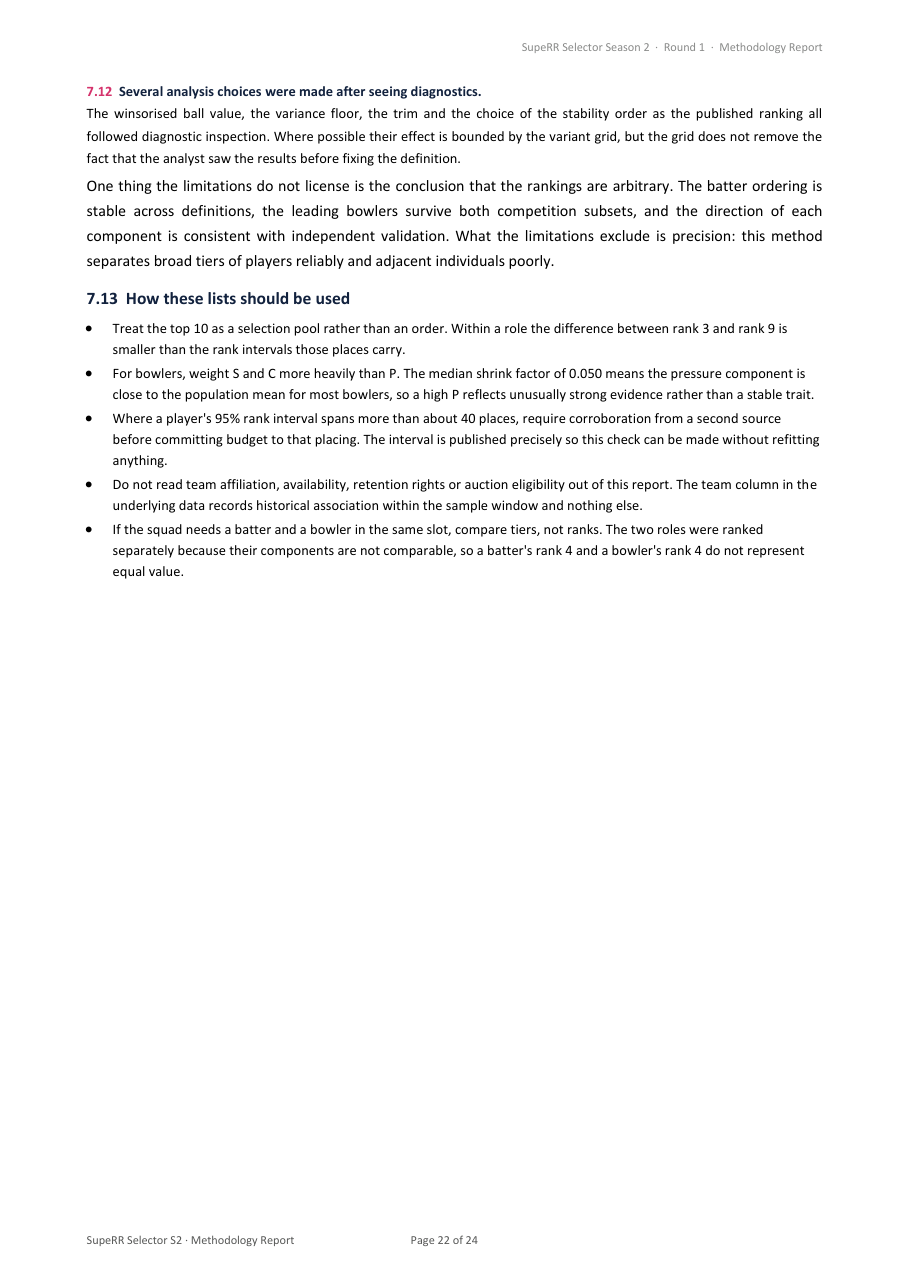 SupeRR Selector Season 2 · Round 1 · Methodology Report
7.12 Several analysis choices were made after seeing diagnostics.
The winsorised ball value, the variance floor, the trim and the choice of the stability order as the published ranking all
followed diagnostic inspection. Where possible their effect is bounded by the variant grid, but the grid does not remove the
fact that the analyst saw the results before fixing the definition.
One thing the limitations do not license is the conclusion that the rankings are arbitrary. The batter ordering is
stable across definitions, the leading bowlers survive both competition subsets, and the direction of each
component is consistent with independent validation. What the limitations exclude is precision: this method
separates broad tiers of players reliably and adjacent individuals poorly.
7.13 How these lists should be used
• Treat the top 10 as a selection pool rather than an order. Within a role the difference between rank 3 and rank 9 is
smaller than the rank intervals those places carry.
• For bowlers, weight S and C more heavily than P. The median shrink factor of 0.050 means the pressure component is
close to the population mean for most bowlers, so a high P reflects unusually strong evidence rather than a stable trait.
• Where a player's 95% rank interval spans more than about 40 places, require corroboration from a second source
before committing budget to that placing. The interval is published precisely so this check can be made without refitting
anything.
• Do not read team affiliation, availability, retention rights or auction eligibility out of this report. The team column in the
underlying data records historical association within the sample window and nothing else.
• If the squad needs a batter and a bowler in the same slot, compare tiers, not ranks. The two roles were ranked
separately because their components are not comparable, so a batter's rank 4 and a bowler's rank 4 do not represent
equal value.
SupeRR Selector S2 · Methodology Report Page 22 of 24